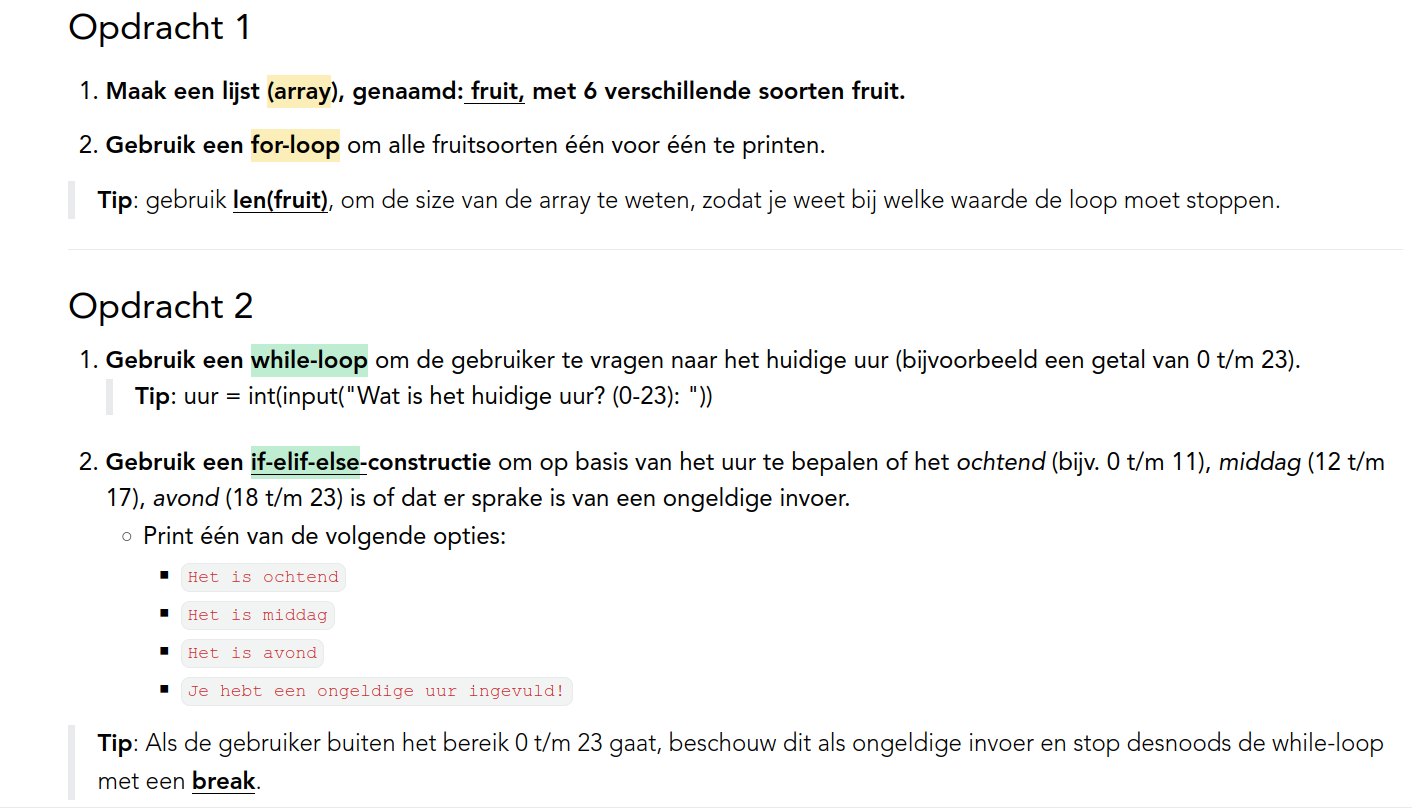 Opdracht 1
1. Maak een lijst (array), genaamd: fruit, met 6 verschillende soorten fruit.
2. Gebruik een for-loop om alle fruitsoorten één voor één te printen.
Tip: gebruik len(fruit), om de size van de array te weten, zodat je weet bij welke waarde de loop moet stoppen.
Opdracht 2
1. Gebruik een while-loop om de gebruiker te vragen naar het huidige uur (bijvoorbeeld een getal van 0 t/m 23).
Tip: uur = int(input("Wat is het huidige uur? (0-23): "))
2. Gebruik een if-elif-else-constructie om op basis van het uur te bepalen of het ochtend (bijv. 0 t/m 11), middag (12 t/m
17), avond (18 t/m 23) is of dat er sprake is van een ongeldige invoer.
○ Print één van de volgende opties:
■ Het is ochtend
■ Het is middag
■ Het is avond
■ Je hebt een ongeldige uur ingevuld!
Tip: Als de gebruiker buiten het bereik 0 t/m 23 gaat, beschouw dit als ongeldige invoer en stop desnoods de while-loop
met een break.